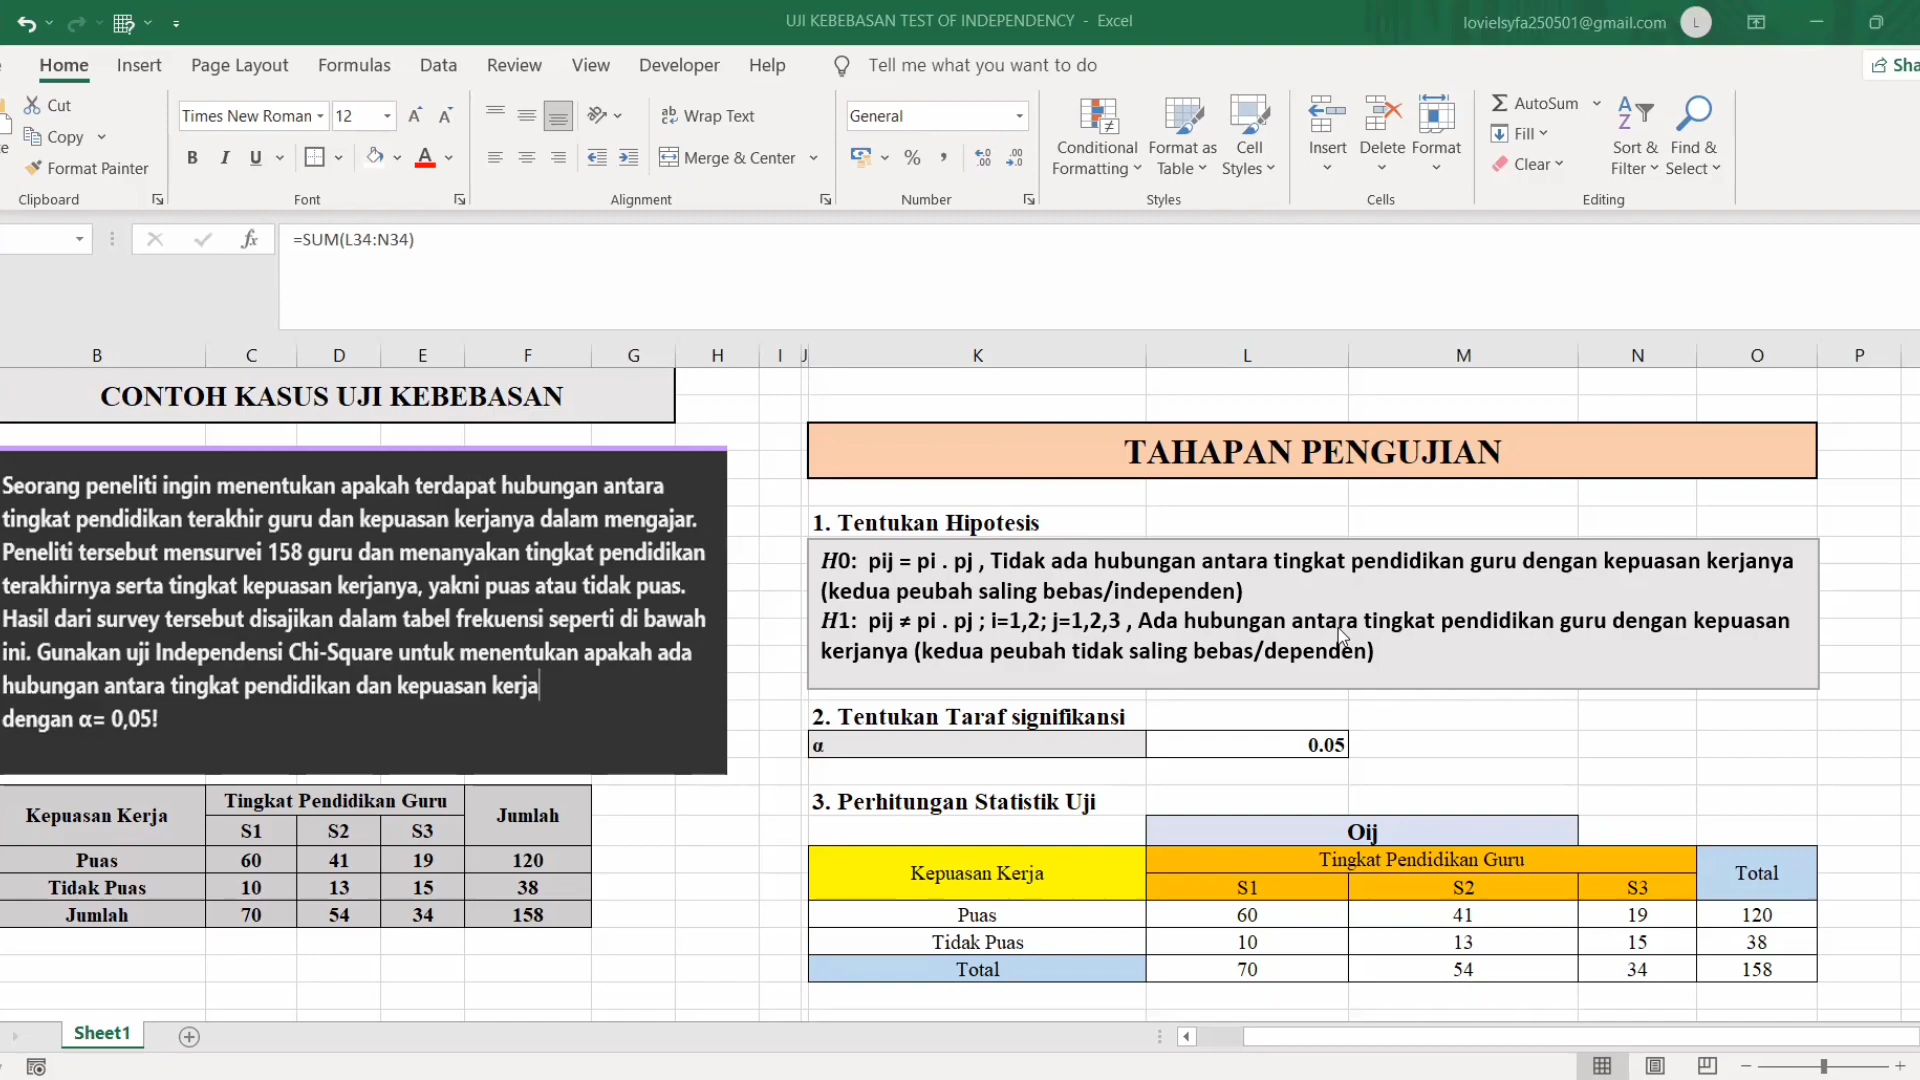 UJI KEBEBASAN TEST OF INDEPENDENCY - Excel
lovielsyfa250501@gmail.com
L
Home
Insert
Page Layout
Formulas
Data
Review
View
Developer
Help
Tell me what you want to do
Sha
Cut
Copy
Format Painter
Clipboard
Times New Roman
12
B I U
Font
Wrap Text
Merge & Center
Alignment
General
Number
Conditional
Formatting
Format as
Table
Cell
Styles
Styles
Insert
Delete
Format
Cells
AutoSum
Fill
Clear
Sort &
Filter
Find &
Select
Editing
fx
=SUM(L34:N34)
B C D E F G H I J K L M N O P
CONTOH KASUS UJI KEBEBASAN
Seorang peneliti ingin menentukan apakah terdapat hubungan antara
tingkat pendidikan terakhir guru dan kepuasan kerjanya dalam mengajar.
Peneliti tersebut mensurvei 158 guru dan menanyakan tingkat pendidikan
terakhirnya serta tingkat kepuasan kerjanya, yakni puas atau tidak puas.
Hasil dari survey tersebut disajikan dalam tabel frekuensi seperti di bawah
ini. Gunakan uji Independensi Chi-Square untuk menentukan apakah ada
hubungan antara tingkat pendidikan dan kepuasan kerja
dengan α= 0,05!
Kepuasan Kerja
Tingkat Pendidikan Guru
Jumlah
S1 S2 S3
Puas 60 41 19 120
Tidak Puas 10 13 15 38
Jumlah 70 54 34 158
TAHAPAN PENGUJIAN
1. Tentukan Hipotesis
H0: pij = pi . pj , Tidak ada hubungan antara tingkat pendidikan guru dengan kepuasan kerjanya
(kedua peubah saling bebas/independen)
H1: pij ≠ pi . pj ; i=1,2; j=1,2,3 , Ada hubungan antara tingkat pendidikan guru dengan kepuasan
kerjanya (kedua peubah tidak saling bebas/dependen)
2. Tentukan Taraf signifikansi
α 0.05
3. Perhitungan Statistik Uji
Oij
Kepuasan Kerja
Tingkat Pendidikan Guru
Total
S1 S2 S3
Puas 60 41 19 120
Tidak Puas 10 13 15 38
Total 70 54 34 158
Sheet1